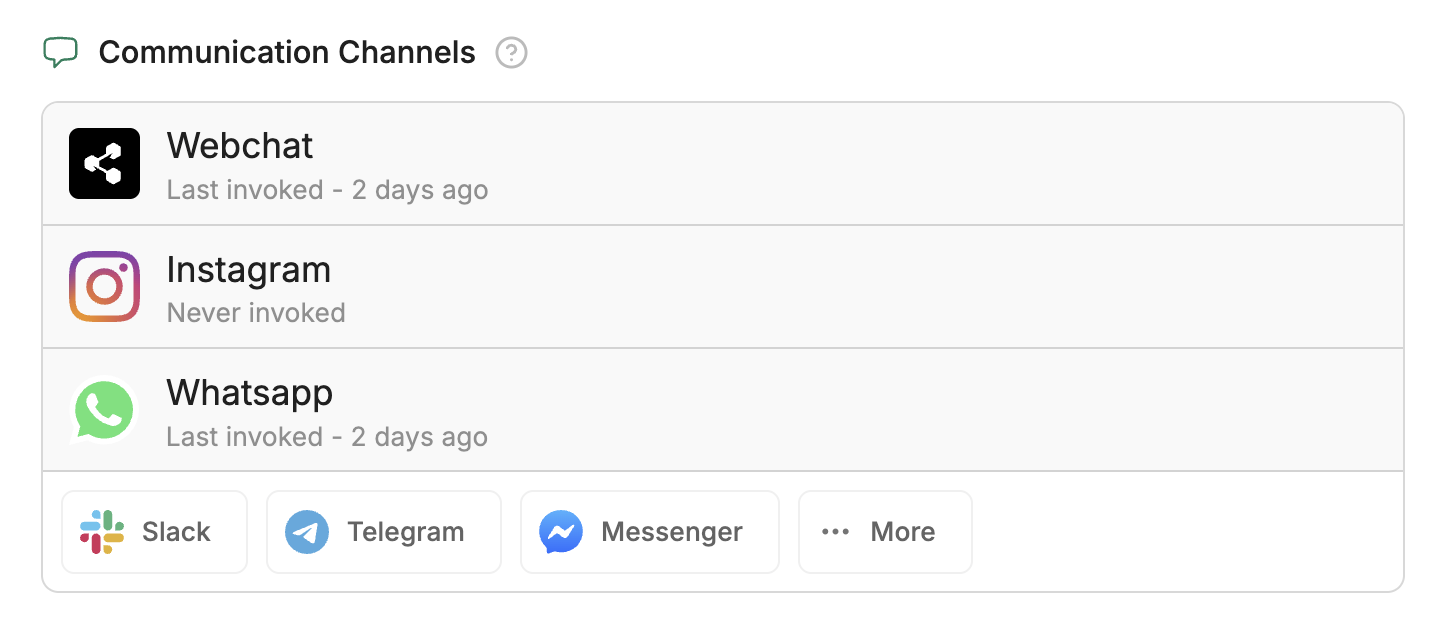 Communication Channels ?
Webchat
Last invoked - 2 days ago
Instagram
Never invoked
Whatsapp
Last invoked - 2 days ago
Slack Telegram Messenger ••• More